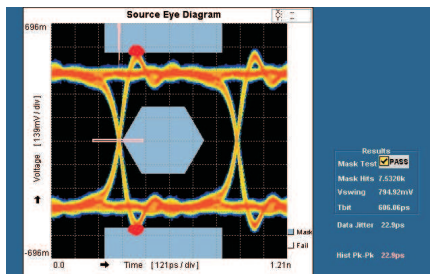 Source Eye Diagram
X: –
Y: –
696m
Voltage [139mV / div]
-696m
0.0
Time [121ps / div]
1.21n
Mask
Fail
Results
Mask Test PASS
Mask Hits 7.5320k
Vswing 794.92mV
Tbit 606.06ps
Data Jitter 22.9ps
Hist Pk-Pk 22.9ps